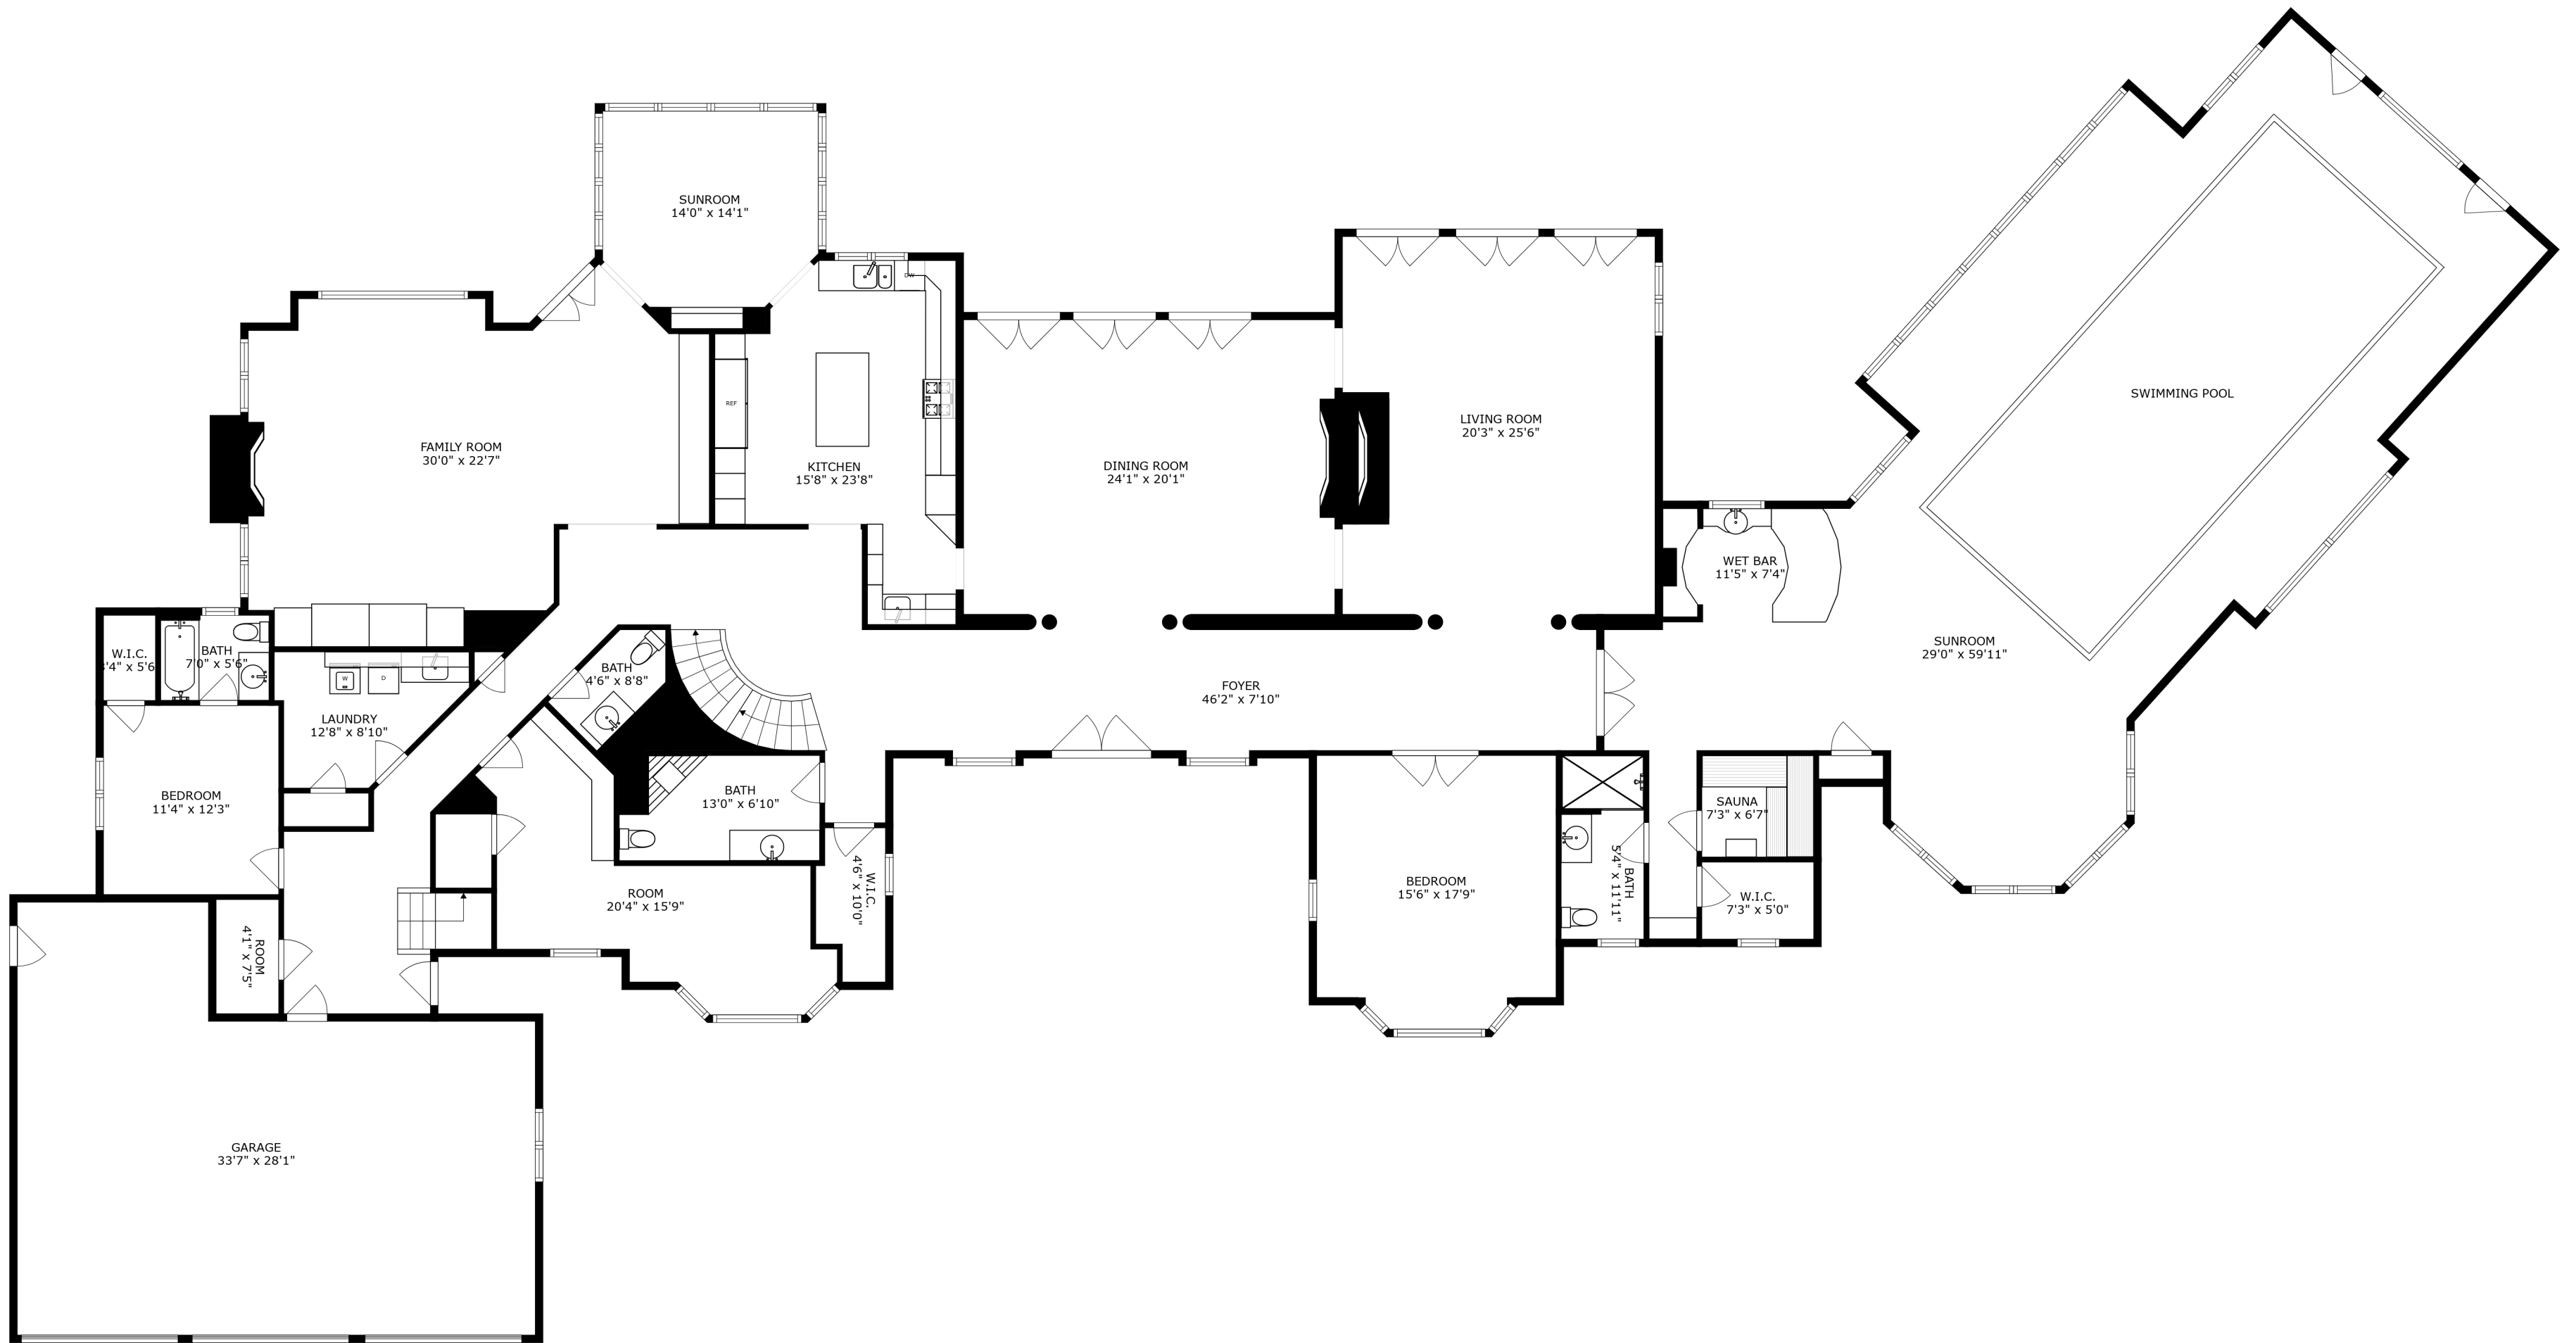 SUNROOM
14'0" x 14'1"
FAMILY ROOM
30'0" x 22'7"
REF
DW
KITCHEN
15'8" x 23'8"
DINING ROOM
24'1" x 20'1"
LIVING ROOM
20'3" x 25'6"
SWIMMING POOL
WET BAR
11'5" x 7'4"
SUNROOM
29'0" x 59'11"
W.I.C.
'4" x 5'6
BATH
7'0" x 5'6"
W
D
LAUNDRY
12'8" x 8'10"
BATH
4'6" x 8'8"
FOYER
46'2" x 7'10"
BEDROOM
11'4" x 12'3"
BATH
13'0" x 6'10"
W.I.C.
4'6" x 10'0"
ROOM
20'4" x 15'9"
BEDROOM
15'6" x 17'9"
BATH
5'4" x 11'11"
SAUNA
7'3" x 6'7"
W.I.C.
7'3" x 5'0"
ROOM
4'1" x 7'5"
GARAGE
33'7" x 28'1"